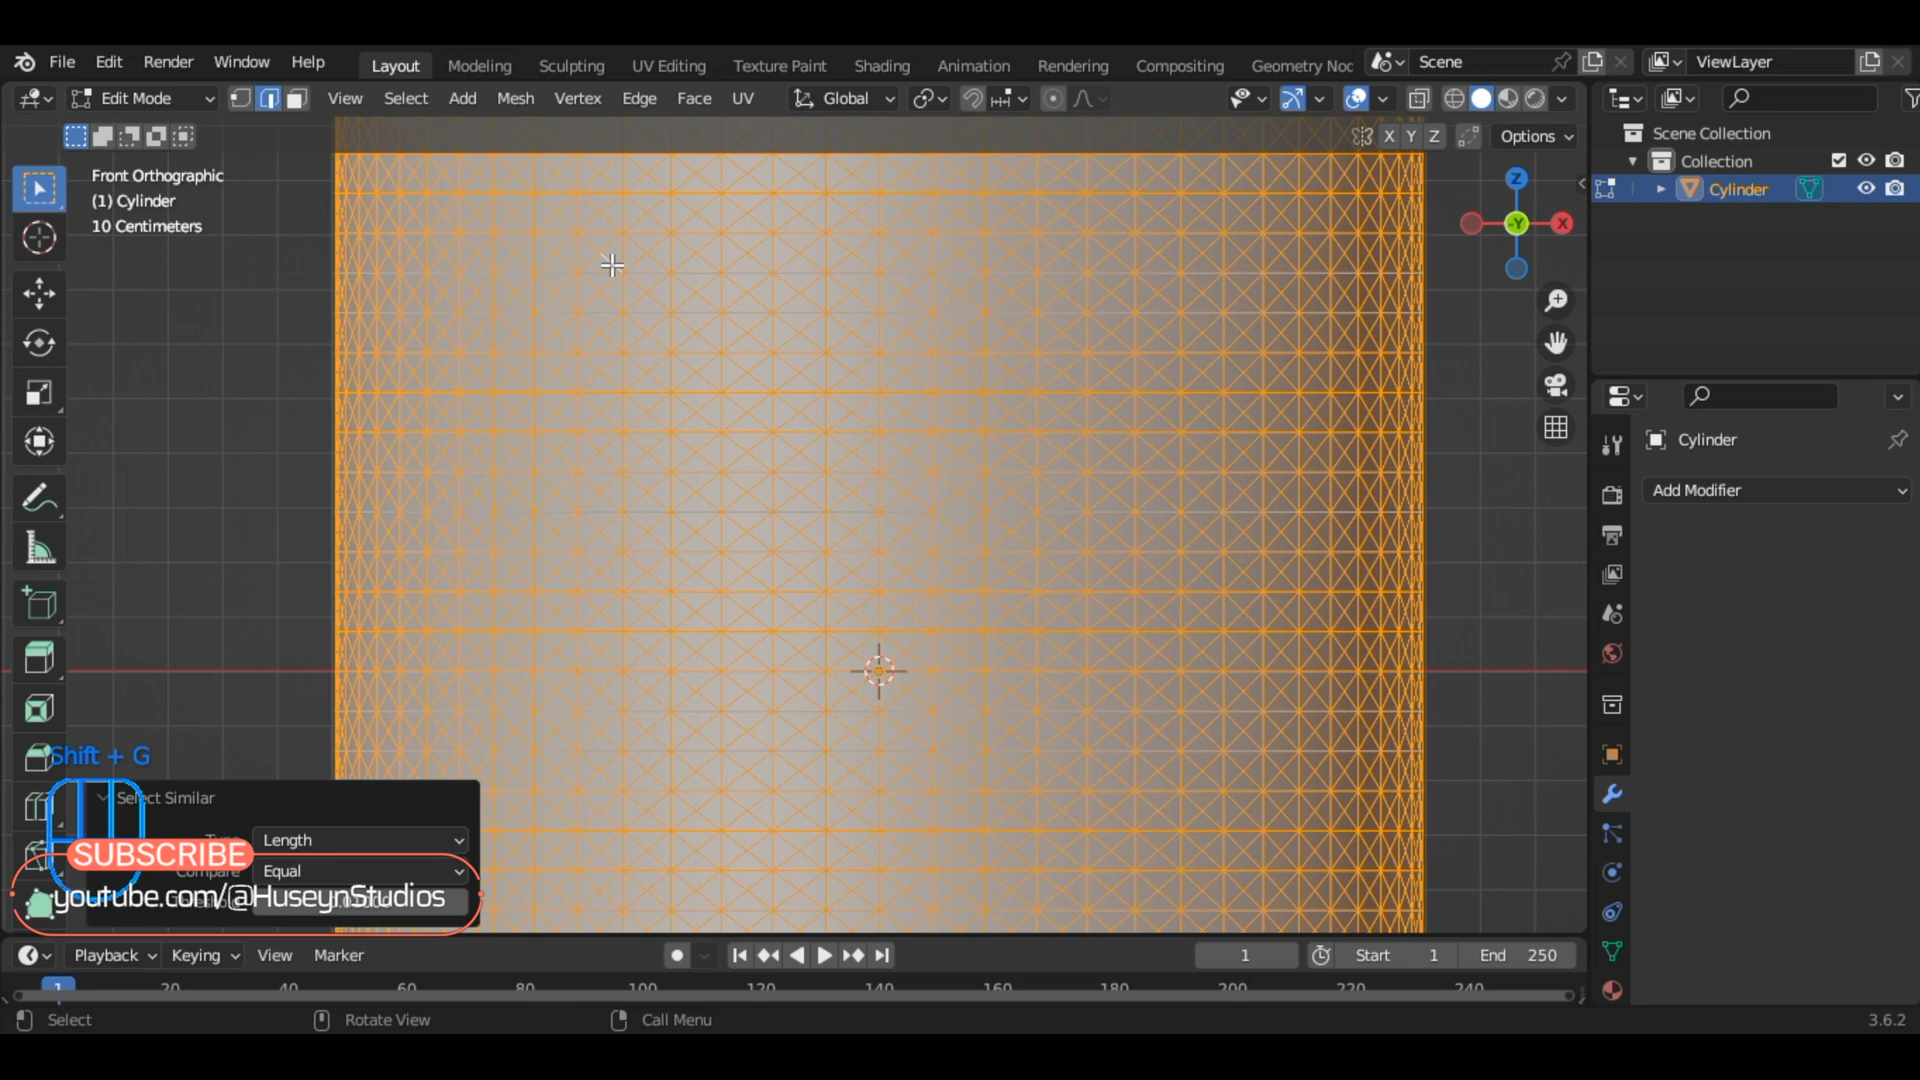 File Edit Render Window Help Layout Modeling Sculpting UV Editing Texture Paint Shading Animation Rendering Compositing Geometry Noc Scene ViewLayer
Edit Mode View Select Add Mesh Vertex Edge Face UV Global
X Y Z Options
Scene Collection
Collection
Cylinder
Front Orthographic
(1) Cylinder
10 Centimeters
Z
Y
X
Cylinder
Add Modifier
Shift + G
Select Similar
Length
SUBSCRIBE
Compare Equal
youtube.com/@HuseynStudios
Playback Keying View Marker 1 Start 1 End 250
1 20 40 60 80 100 120 140 160 180 200 220 240
Select Rotate View Call Menu 3.6.2